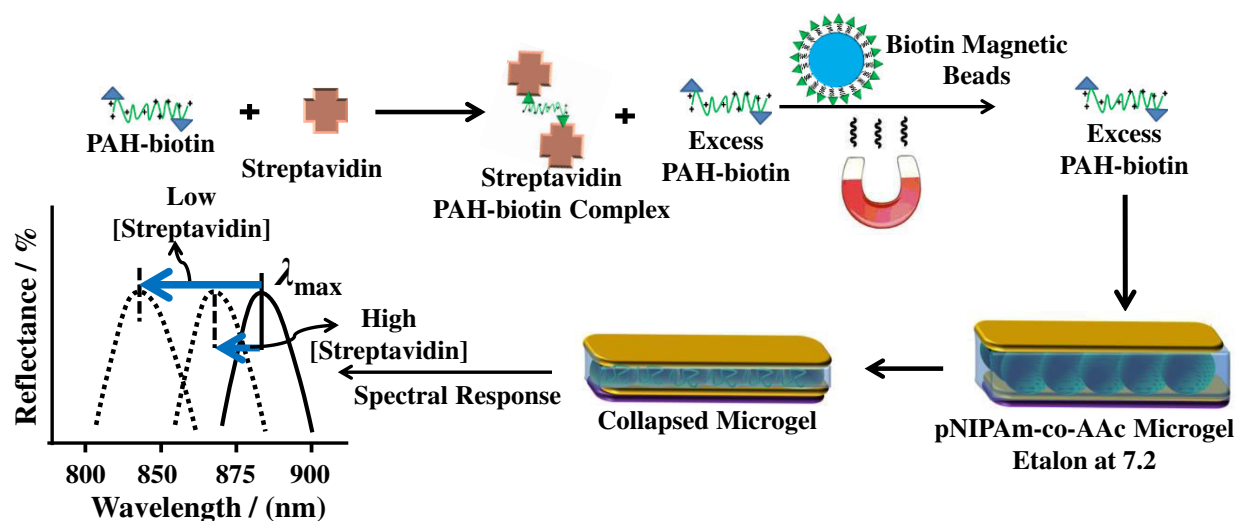 PAH-biotin
+
Streptavidin
Streptavidin
PAH-biotin Complex
+
Excess
PAH-biotin
Biotin Magnetic
Beads
Excess
PAH-biotin
pNIPAm-co-AAc Microgel
Etalon at 7.2
Collapsed Microgel
Spectral Response
Low
[Streptavidin]
λmax
High
[Streptavidin]
Reflectance / %
800 850 875 900
Wavelength / (nm)